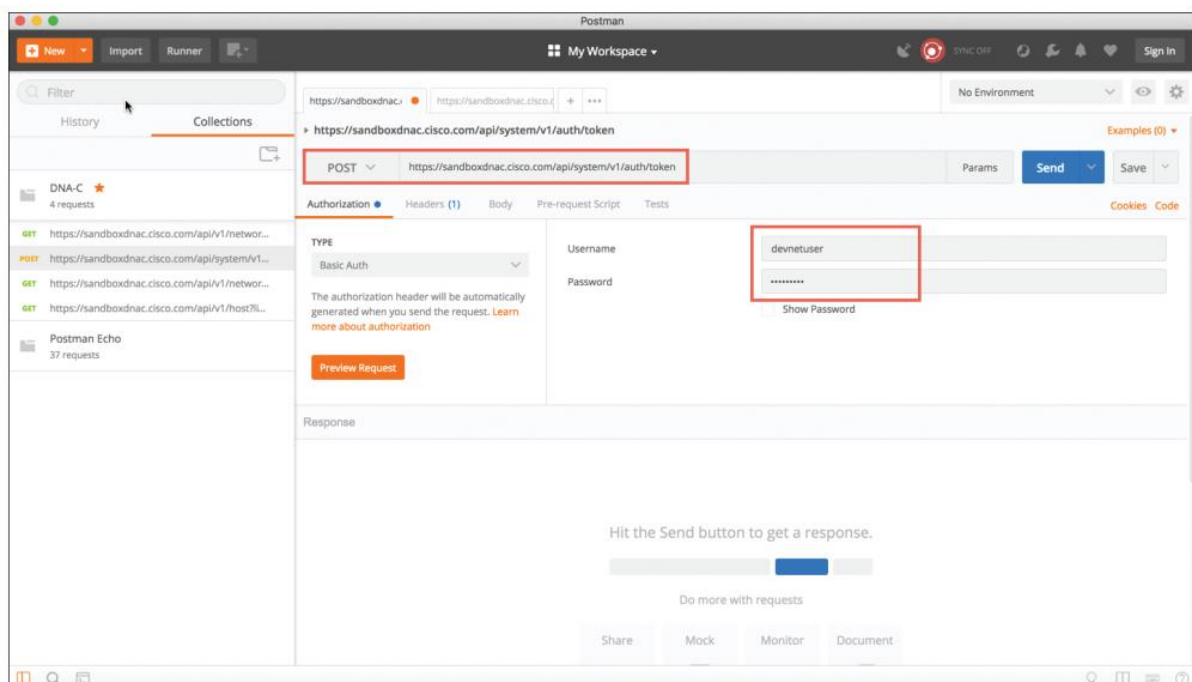 Postman
New
Import
Runner
My Workspace
SYNC OFF
Sign In
Filter
History
Collections
DNA-C
4 requests
GET https://sandboxdnac.cisco.com/api/v1/networ...
POST https://sandboxdnac.cisco.com/api/system/v1...
GET https://sandboxdnac.cisco.com/api/v1/networ...
GET https://sandboxdnac.cisco.com/api/v1/host?li...
Postman Echo
37 requests
https://sandboxdnac.
https://sandboxdnac.cisco.c
No Environment
https://sandboxdnac.cisco.com/api/system/v1/auth/token
Examples (0)
POST https://sandboxdnac.cisco.com/api/system/v1/auth/token
Params
Send
Save
Authorization
Headers (1)
Body
Pre-request Script
Tests
Cookies
Code
TYPE
Basic Auth
The authorization header will be automatically
generated when you send the request. Learn
more about authorization
Preview Request
Username
devnetuser
Password
•••••••••
Show Password
Response
Hit the Send button to get a response.
Do more with requests
Share
Mock
Monitor
Document